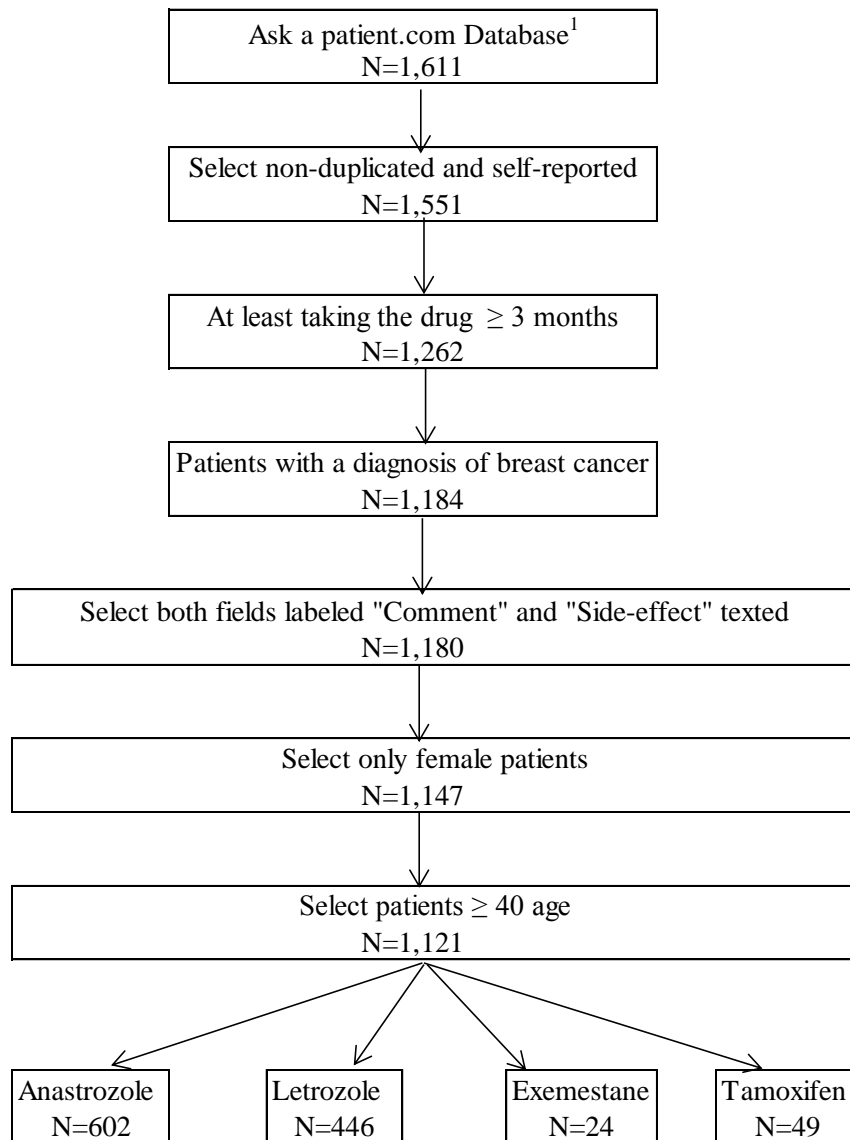 Ask a patient.com Database¹
N=1,611
Select non-duplicated and self-reported
N=1,551
At least taking the drug ≥ 3 months
N=1,262
Patients with a diagnosis of breast cancer
N=1,184
Select both fields labeled "Comment" and "Side-effect" texted
N=1,180
Select only female patients
N=1,147
Select patients ≥ 40 age
N=1,121
Anastrozole
N=602
Letrozole
N=446
Exemestane
N=24
Tamoxifen
N=49